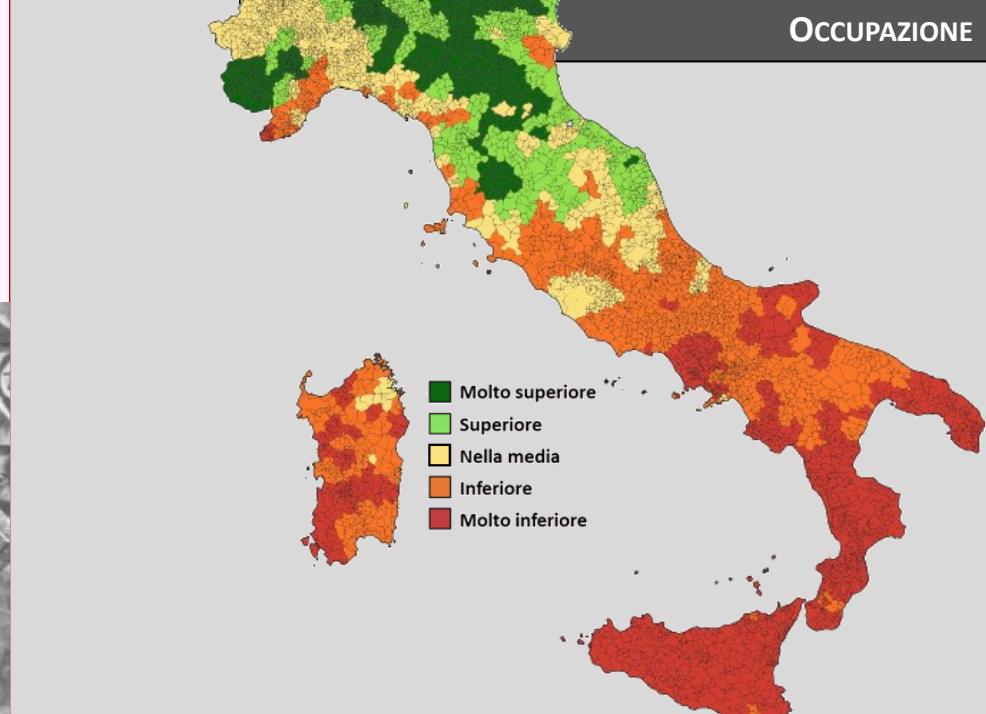 OCCUPAZIONE
Molto superiore
Superiore
Nella media
Inferiore
Molto inferiore